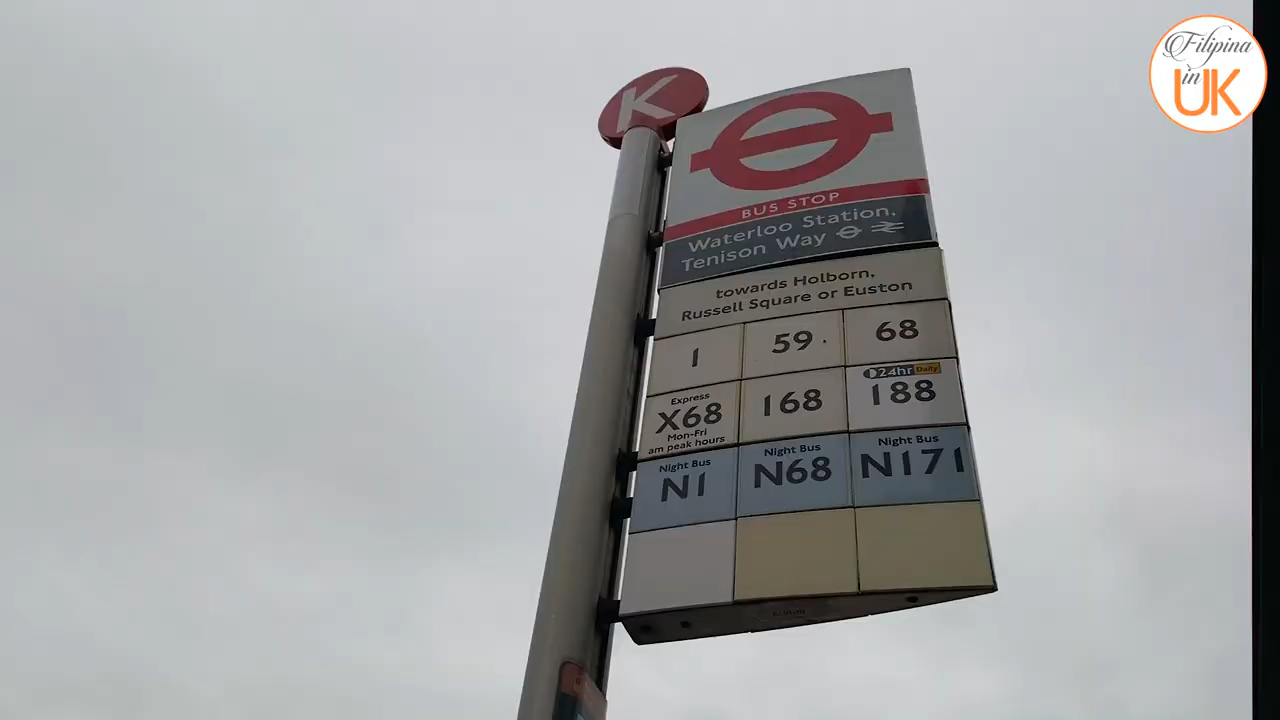 Filipina
in
UK
K
BUS STOP
Waterloo Station,
Tenison Way
towards Holborn,
Russell Square or Euston
1
59
68
Express
X68
Mon-Fri
am peak hours
168
24hr Daily
188
Night Bus
N1
Night Bus
N68
Night Bus
N171